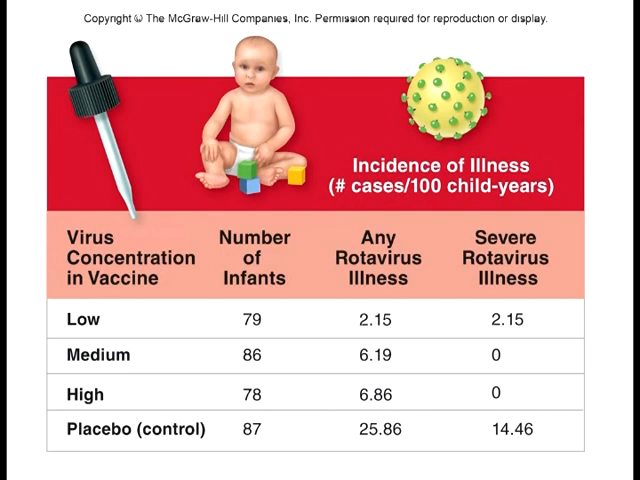 Copyright © The McGraw-Hill Companies, Inc. Permission required for reproduction or display.
Incidence of Illness
(# cases/100 child-years)
Virus Concentration in Vaccine
Number of Infants
Any Rotavirus Illness
Severe Rotavirus Illness
Low 79 2.15 2.15
Medium 86 6.19 0
High 78 6.86 0
Placebo (control) 87 25.86 14.46